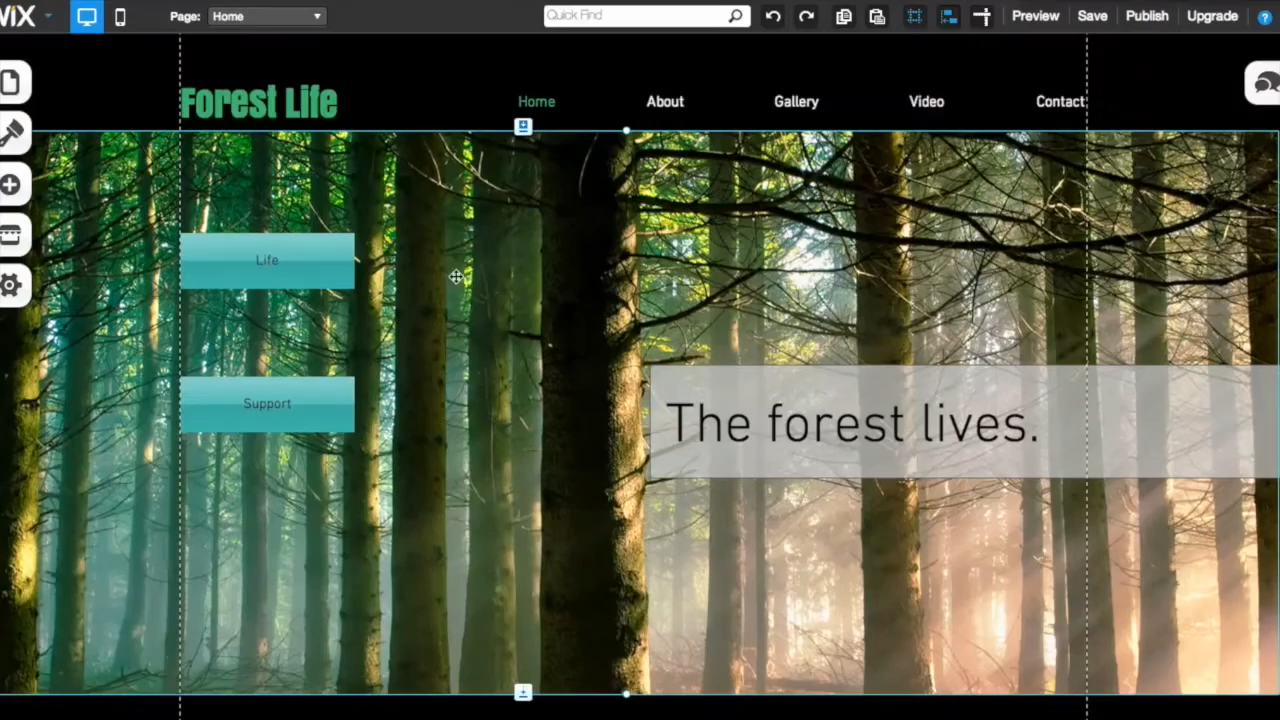 WIX
Page: Home
Quick Find
Preview Save Publish Upgrade ?
Forest Life
Home About Gallery Video Contact
Life
Support
The forest lives.